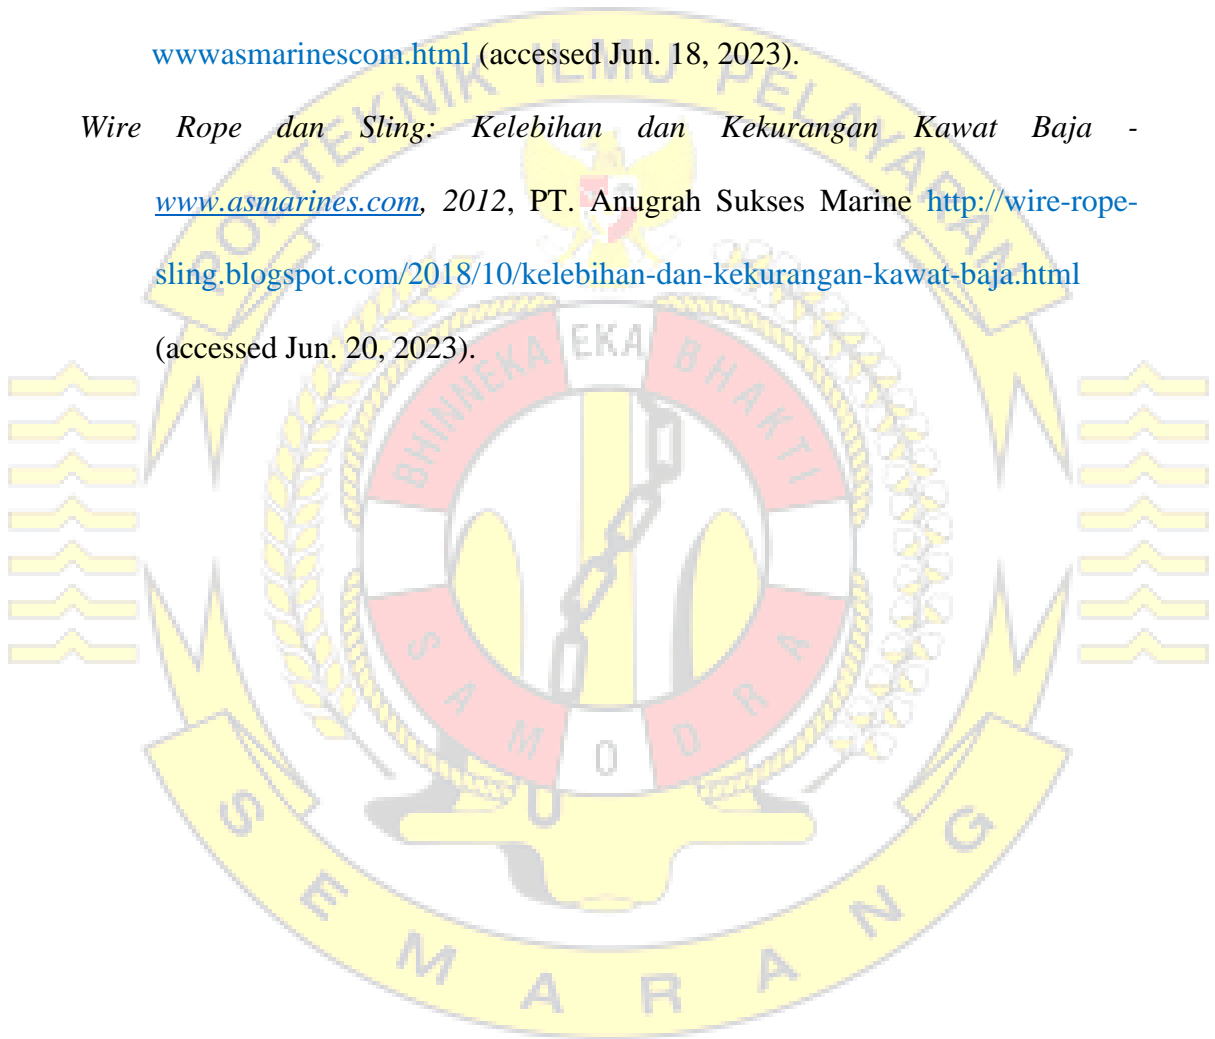 wwwasmarinescom.html (accessed Jun. 18, 2023).
Wire Rope dan Sling: Kelebihan dan Kekurangan Kawat Baja -
www.asmarines.com, 2012, PT. Anugrah Sukses Marine http://wire-rope-
sling.blogspot.com/2018/10/kelebihan-dan-kekurangan-kawat-baja.html
(accessed Jun. 20, 2023).
POLITEKNIK ILMU PELAYARAN
BHINNEKA EKA BHAKTI
SAMODRA
SEMARANG